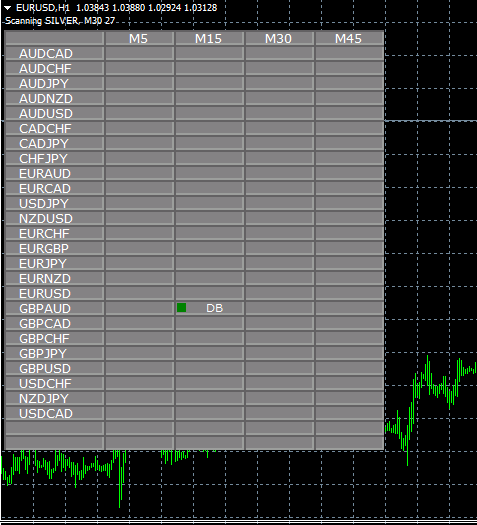 EURUSD,H1 1.03843 1.03880 1.02924 1.03128
Scanning SILVER, M30 27
M5 M15 M30 M45
AUDCAD
AUDCHF
AUDJPY
AUDNZD
AUDUSD
CADCHF
CADJPY
CHFJPY
EURAUD
EURCAD
USDJPY
NZDUSD
EURCHF
EURGBP
EURJPY
EURNZD
EURUSD
GBPAUD DB
GBPCAD
GBPCHF
GBPJPY
GBPUSD
USDCHF
NZDJPY
USDCAD